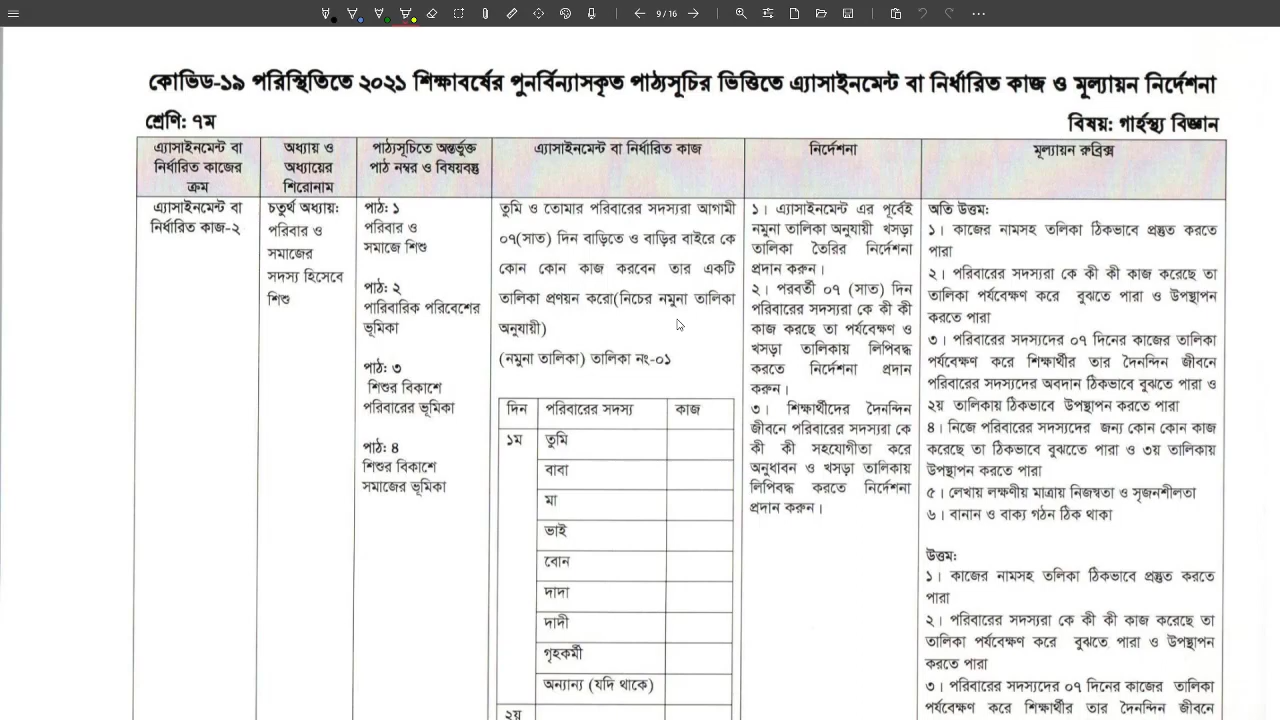 9/16
কোভিড-১৯ পরিস্থিতিতে ২০২১ শিক্ষাবর্ষের পুনর্বিন্যাসকৃত পাঠ্যসূচির ভিত্তিতে এ্যাসাইনমেন্ট বা নির্ধারিত কাজ ও মূল্যায়ন নির্দেশনা
শ্রেণি: ৭ম
বিষয়: গার্হস্থ্য বিজ্ঞান
এ্যাসাইনমেন্ট বা
নির্ধারিত কাজের
ক্রম
অধ্যায় ও
অধ্যায়ের
শিরোনাম
পাঠ্যসূচিতে অন্তর্ভুক্ত
পাঠ নম্বর ও বিষয়বস্তু
এ্যাসাইনমেন্ট বা নির্ধারিত কাজ
নির্দেশনা
মূল্যায়ন রুব্রিক্স
এ্যাসাইনমেন্ট বা
নির্ধারিত কাজ-২
চতুর্থ অধ্যায়:
পরিবার ও
সমাজের
সদস্য হিসেবে
শিশু
পাঠ: ১
পরিবার ও
সমাজে শিশু
পাঠ: ২
পারিবারিক পরিবেশের
ভূমিকা
পাঠ: ৩
শিশুর বিকাশে
পরিবারের ভূমিকা
পাঠ: ৪
শিশুর বিকাশে
সমাজের ভূমিকা
তুমি ও তোমার পরিবারের সদস্যরা আগামী
০৭(সাত) দিন বাড়িতে ও বাড়ির বাইরে কে
কোন কোন কাজ করবেন তার একটি
তালিকা প্রণয়ন করো(নিচের নমুনা তালিকা
অনুযায়ী)
(নমুনা তালিকা) তালিকা নং-০১
দিন পরিবারের সদস্য কাজ
১ম তুমি
বাবা
মা
ভাই
বোন
দাদা
দাদী
গৃহকর্মী
অন্যান্য (যদি থাকে)
২য়
১। এ্যাসাইনমেন্ট এর পূর্বেই
নমুনা তালিকা অনুযায়ী খসড়া
তালিকা তৈরির নির্দেশনা
প্রদান করুন।
২। পরবর্তী ০৭ (সাত) দিন
পরিবারের সদস্যরা কে কী কী
কাজ করছে তা পর্যবেক্ষণ ও
খসড়া তালিকায় লিপিবদ্ধ
করতে নির্দেশনা প্রদান
করুন।
৩। শিক্ষার্থীদের দৈনন্দিন
জীবনে পরিবারের সদস্যরা কে
কী কী সহযোগীতা করে
অনুধাবন ও খসড়া তালিকায়
লিপিবদ্ধ করতে নির্দেশনা
প্রদান করুন।
অতি উত্তম:
১। কাজের নামসহ তলিকা ঠিকভাবে প্রস্তুত করতে
পারা
২। পরিবারের সদস্যরা কে কী কী কাজ করেছে তা
তালিকা পর্যবেক্ষণ করে বুঝতে পারা ও উপস্থাপন
করতে পারা
৩। পরিবারের সদস্যদের ০৭ দিনের কাজের তালিকা
পর্যবেক্ষণ করে শিক্ষার্থীর তার দৈনন্দিন জীবনে
পরিবারের সদস্যদের অবদান ঠিকভাবে বুঝতে পারা ও
২য় তালিকায় ঠিকভাবে উপস্থাপন করতে পারা
৪। নিজে পরিবারের সদস্যদের জন্য কোন কোন কাজ
করেছে তা ঠিকভাবে বুঝতেে পারা ও ৩য় তালিকায়
উপস্থাপন করতে পারা
৫। লেখায় লক্ষণীয় মাত্রায় নিজস্বতা ও সৃজনশীলতা
৬। বানান ও বাক্য গঠন ঠিক থাকা
উত্তম:
১। কাজের নামসহ তলিকা ঠিকভাবে প্রস্তুত করতে
পারা
২। পরিবারের সদস্যরা কে কী কী কাজ করেছে তা
তালিকা পর্যবেক্ষণ করে বুঝতে পারা ও উপস্থাপন
করতে পারা
৩। পরিবারের সদস্যদের ০৭ দিনের কাজের তালিকা
পর্যবেক্ষণ করে শিক্ষার্থীর তার দৈনন্দিন জীবনে